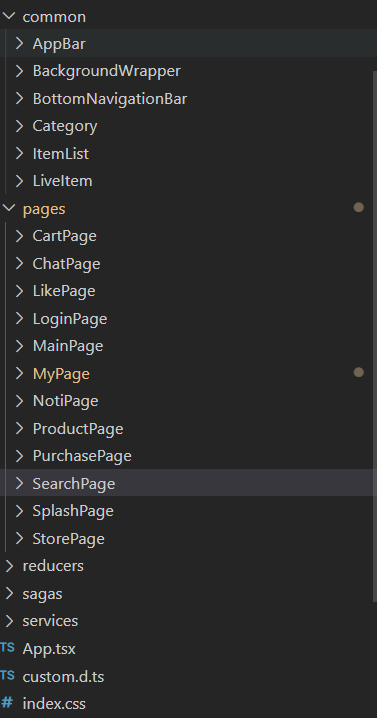 common
AppBar
BackgroundWrapper
BottomNavigationBar
Category
ItemList
LiveItem
pages
CartPage
ChatPage
LikePage
LoginPage
MainPage
MyPage
NotiPage
ProductPage
PurchasePage
SearchPage
SplashPage
StorePage
reducers
sagas
services
TS App.tsx
TS custom.d.ts
# index.css